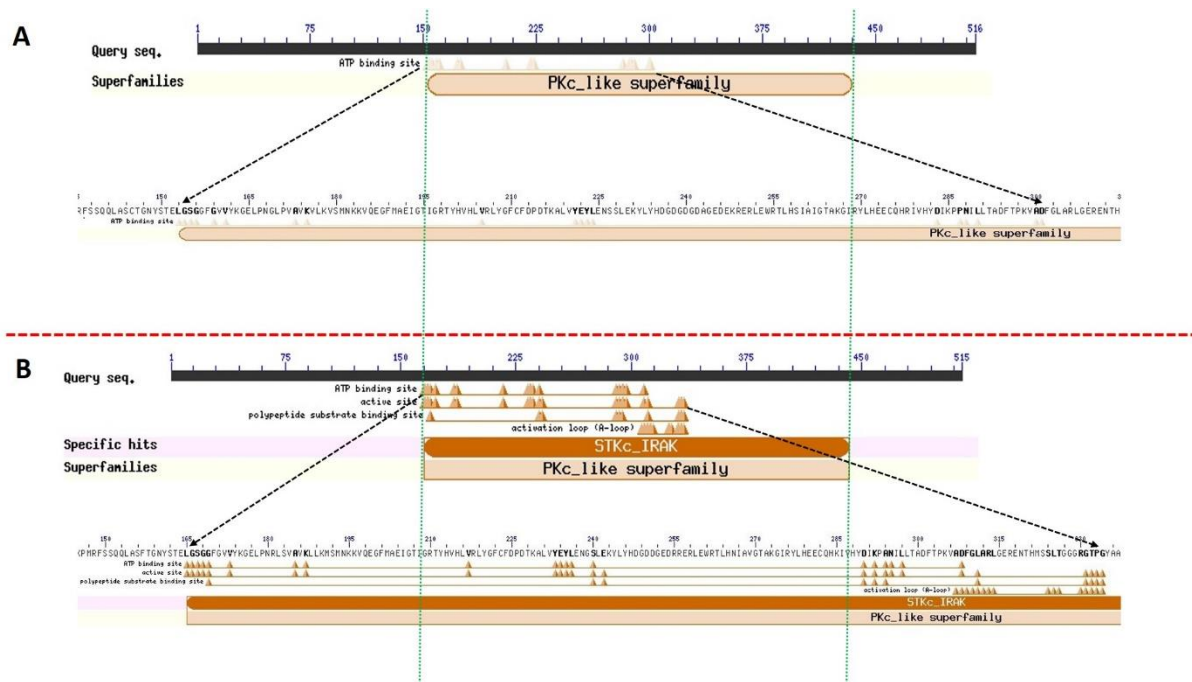 A
1 75 150 225 300 375 450 516
Query seq.
ATP binding site
Superfamilies
PKc_like superfamily
150 165 180 195 210 225 240 255 270 285 300
RFSSQQLASCTGNYSTELGSGGFGVVYKGELPNGLPVAVKVLKVSMNKKVQEGFMAEIGTIGRTYHVHLVRLYGFCFDPDTKALVYEYLENSSLEKYLYHDGDGDGDAGEDEKRERLEWRTLHSIAIGTAKGIRYLHEECQHRIVHYDIKPPNILLTADFTPKVADFGLARLGERENTH
ATP binding site
PKc_like superfamily
B
1 75 150 225 300 375 450 515
Query seq.
ATP binding site
active site
polypeptide substrate binding site
activation loop (A-loop)
Specific hits
STKc_IRAK
Superfamilies
PKc_like superfamily
150 165 180 195 210 225 240 255 270 285 300 315 330
KPMRFSSQQLASFTGNYSTELGSGGFGVVYKGELPNRLSVAVKLLKMSMNKKVQEGFMAEIGTIGRTYHVHLVRLYGFCFDPDTKALVYEYLENGSLEKYLYHDGDDGEDRRERLEWRTLHNIAVGTAKGIRYLHEECQHKIVHYDIKPANILLTADFTPKVADFGLARLGERENTHMSSLTGGGRGTPGYAA
ATP binding site
active site
polypeptide substrate binding site
activation loop (A-loop)
STKc_IRAK
PKc_like superfamily